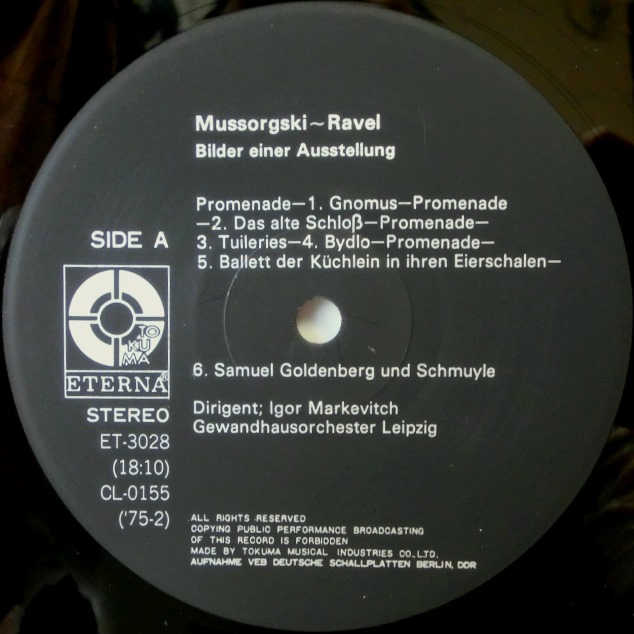 Mussorgski~Ravel
Bilder einer Ausstellung
Promenade—1. Gnomus—Promenade
—2. Das alte Schloß—Promenade—
3. Tuileries—4. Bydlo—Promenade—
5. Ballett der Küchlein in ihren Eierschalen—
6. Samuel Goldenberg und Schmuyle
Dirigent; Igor Markevitch
Gewandhausorchester Leipzig
SIDE A
TO
KU
MA
ETERNA®
STEREO
ET-3028
(18:10)
CL-0155
('75-2)
ALL RIGHTS RESERVED
COPYING PUBLIC PERFORMANCE BROADCASTING
OF THIS RECORD IS FORBIDDEN
MADE BY TOKUMA MUSICAL INDUSTRIES CO.,LTD.
AUFNAHME VEB DEUTSCHE SCHALLPLATTEN BERLIN, DDR